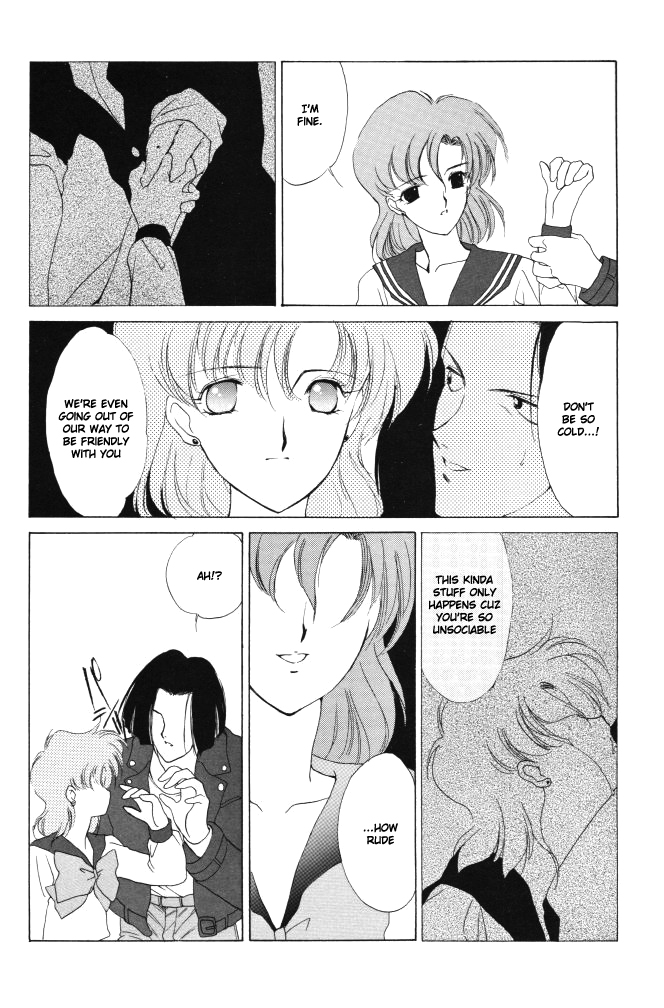 I'M
FINE.
DON'T
BE SO
COLD...!
WE'RE EVEN
GOING OUT OF
OUR WAY TO
BE FRIENDLY
WITH YOU
THIS KINDA
STUFF ONLY
HAPPENS CUZ
YOU'RE SO
UNSOCIABLE
...HOW
RUDE
AH!?